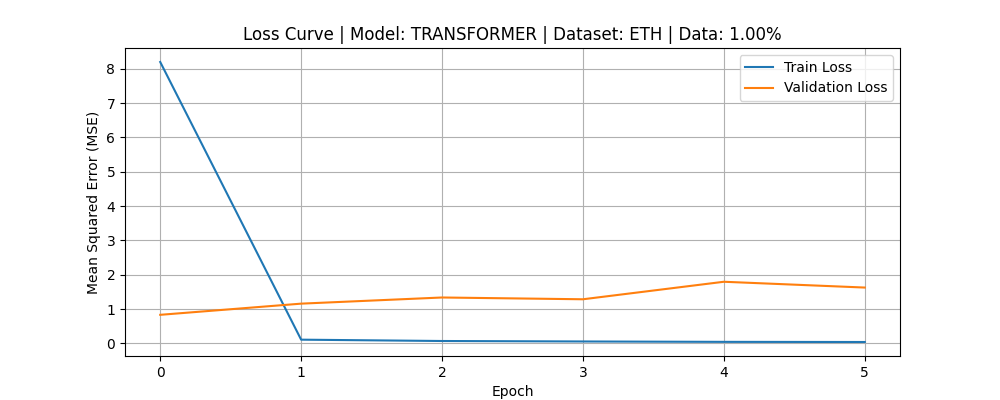 Loss Curve | Model: TRANSFORMER | Dataset: ETH | Data: 1.00%
Train Loss
Validation Loss
Mean Squared Error (MSE)
8
7
6
5
4
3
2
1
0
0 1 2 3 4 5
Epoch